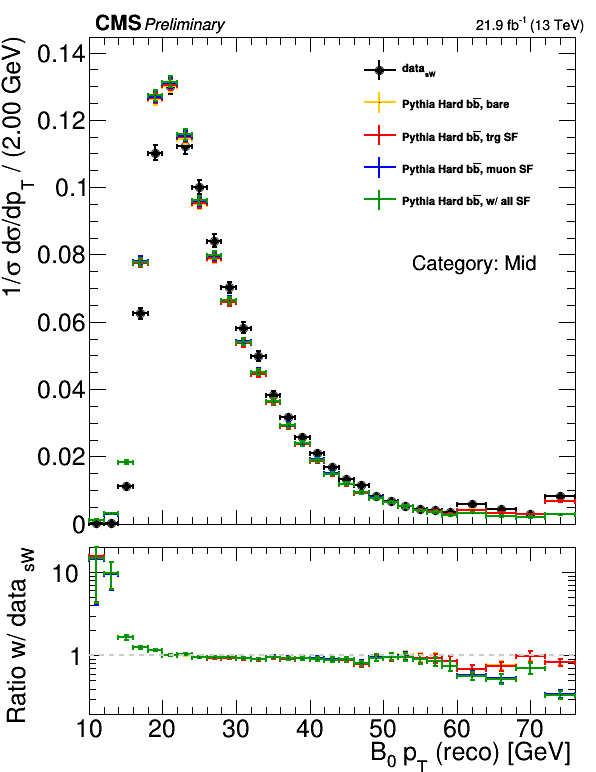 CMS Preliminary 21.9 fb⁻¹ (13 TeV)
1/σ dσ/dp_T / (2.00 GeV)
0.14
0.12
0.1
0.08
0.06
0.04
0.02
0
data_sW
Pythia Hard bb̅, bare
Pythia Hard bb̅, trg SF
Pythia Hard bb̅, muon SF
Pythia Hard bb̅, w/ all SF
Category: Mid
Ratio w/ data _sW
10
1
10 20 30 40 50 60 70
B₀ p_T (reco) [GeV]